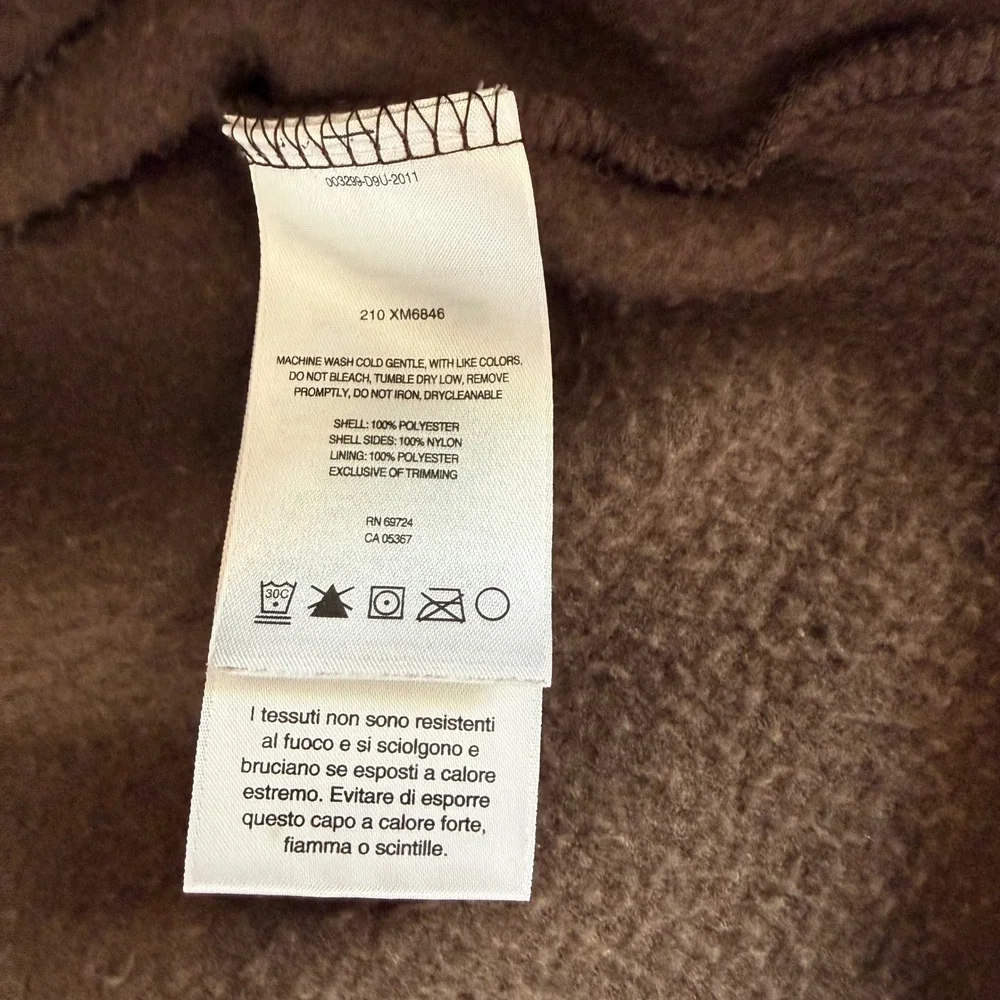 003299-D9U-2011
210 XM6846
MACHINE WASH COLD GENTLE, WITH LIKE COLORS.
DO NOT BLEACH, TUMBLE DRY LOW, REMOVE
PROMPTLY, DO NOT IRON, DRYCLEANABLE
SHELL: 100% POLYESTER
SHELL SIDES: 100% NYLON
LINING: 100% POLYESTER
EXCLUSIVE OF TRIMMING
RN 69724
CA 05367
30C
I tessuti non sono resistenti
al fuoco e si sciolgono e
bruciano se esposti a calore
estremo. Evitare di esporre
questo capo a calore forte,
fiamma o scintille.